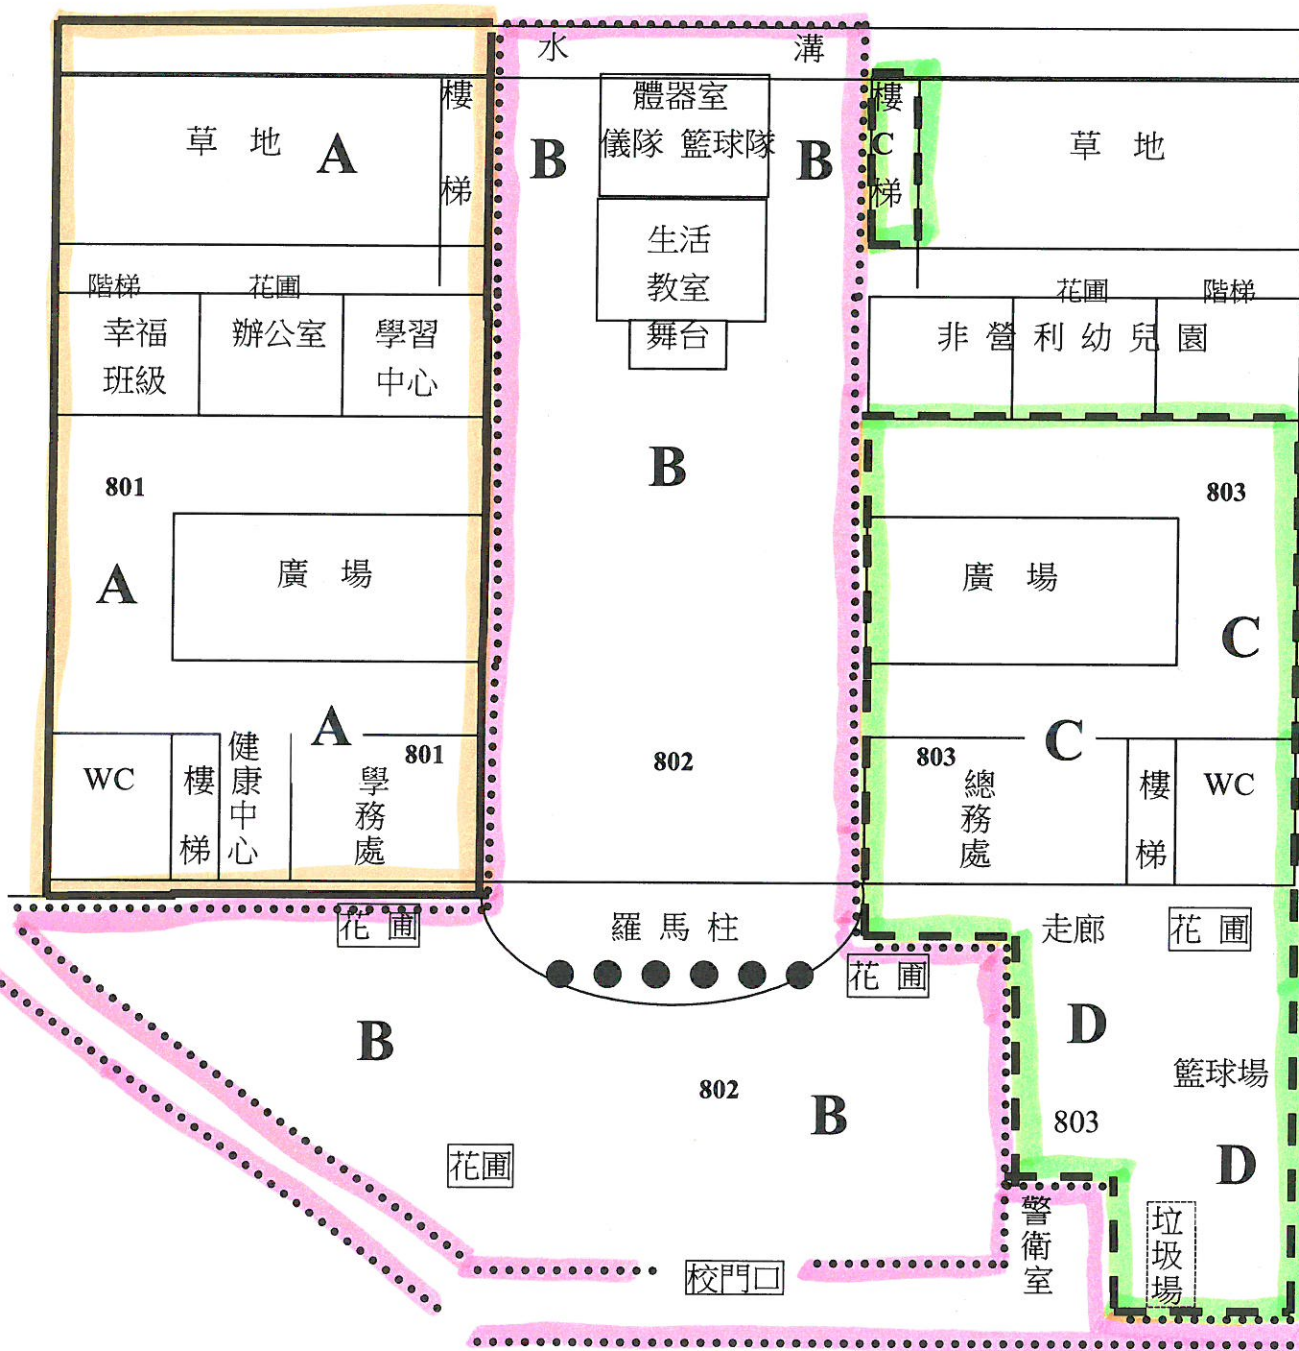 水 溝
樓梯
草 地 A
B
體器室
儀隊 籃球隊
B
樓C梯
草 地
生活
教室
舞台
階梯 花圃
幸福
班級
辦公室
學習
中心
花圃 階梯
非營利幼兒園
B
801
廣 場
A
A
801
WC
樓梯
健康中心
學務處
802
803
廣 場
C
C
803
總務處
樓梯
WC
花圃
羅馬柱
花圃
走廊
花圃
B
802
B
花圃
D
籃球場
803
D
警衛室
垃圾場
校門口